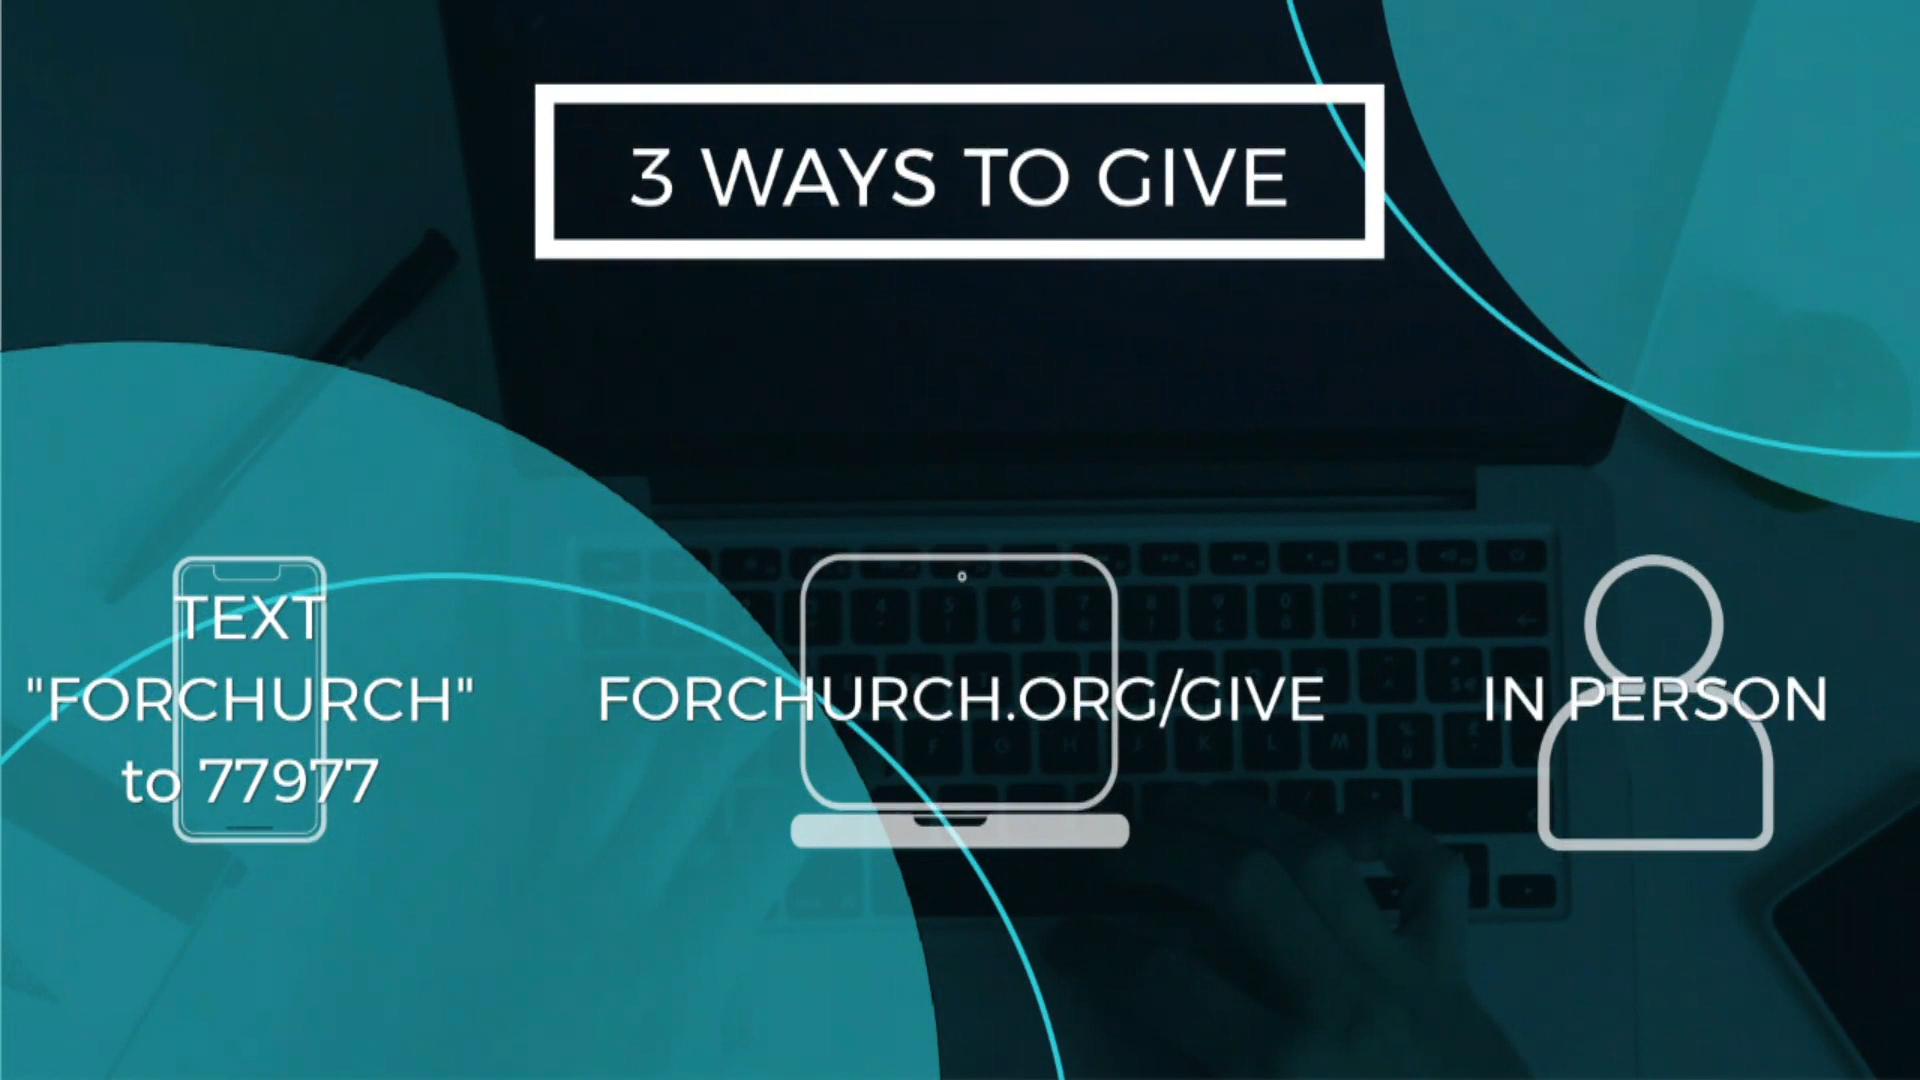 3 WAYS TO GIVE
TEXT
"FORCHURCH"
to 77977
FORCHURCH.ORG/GIVE
IN PERSON